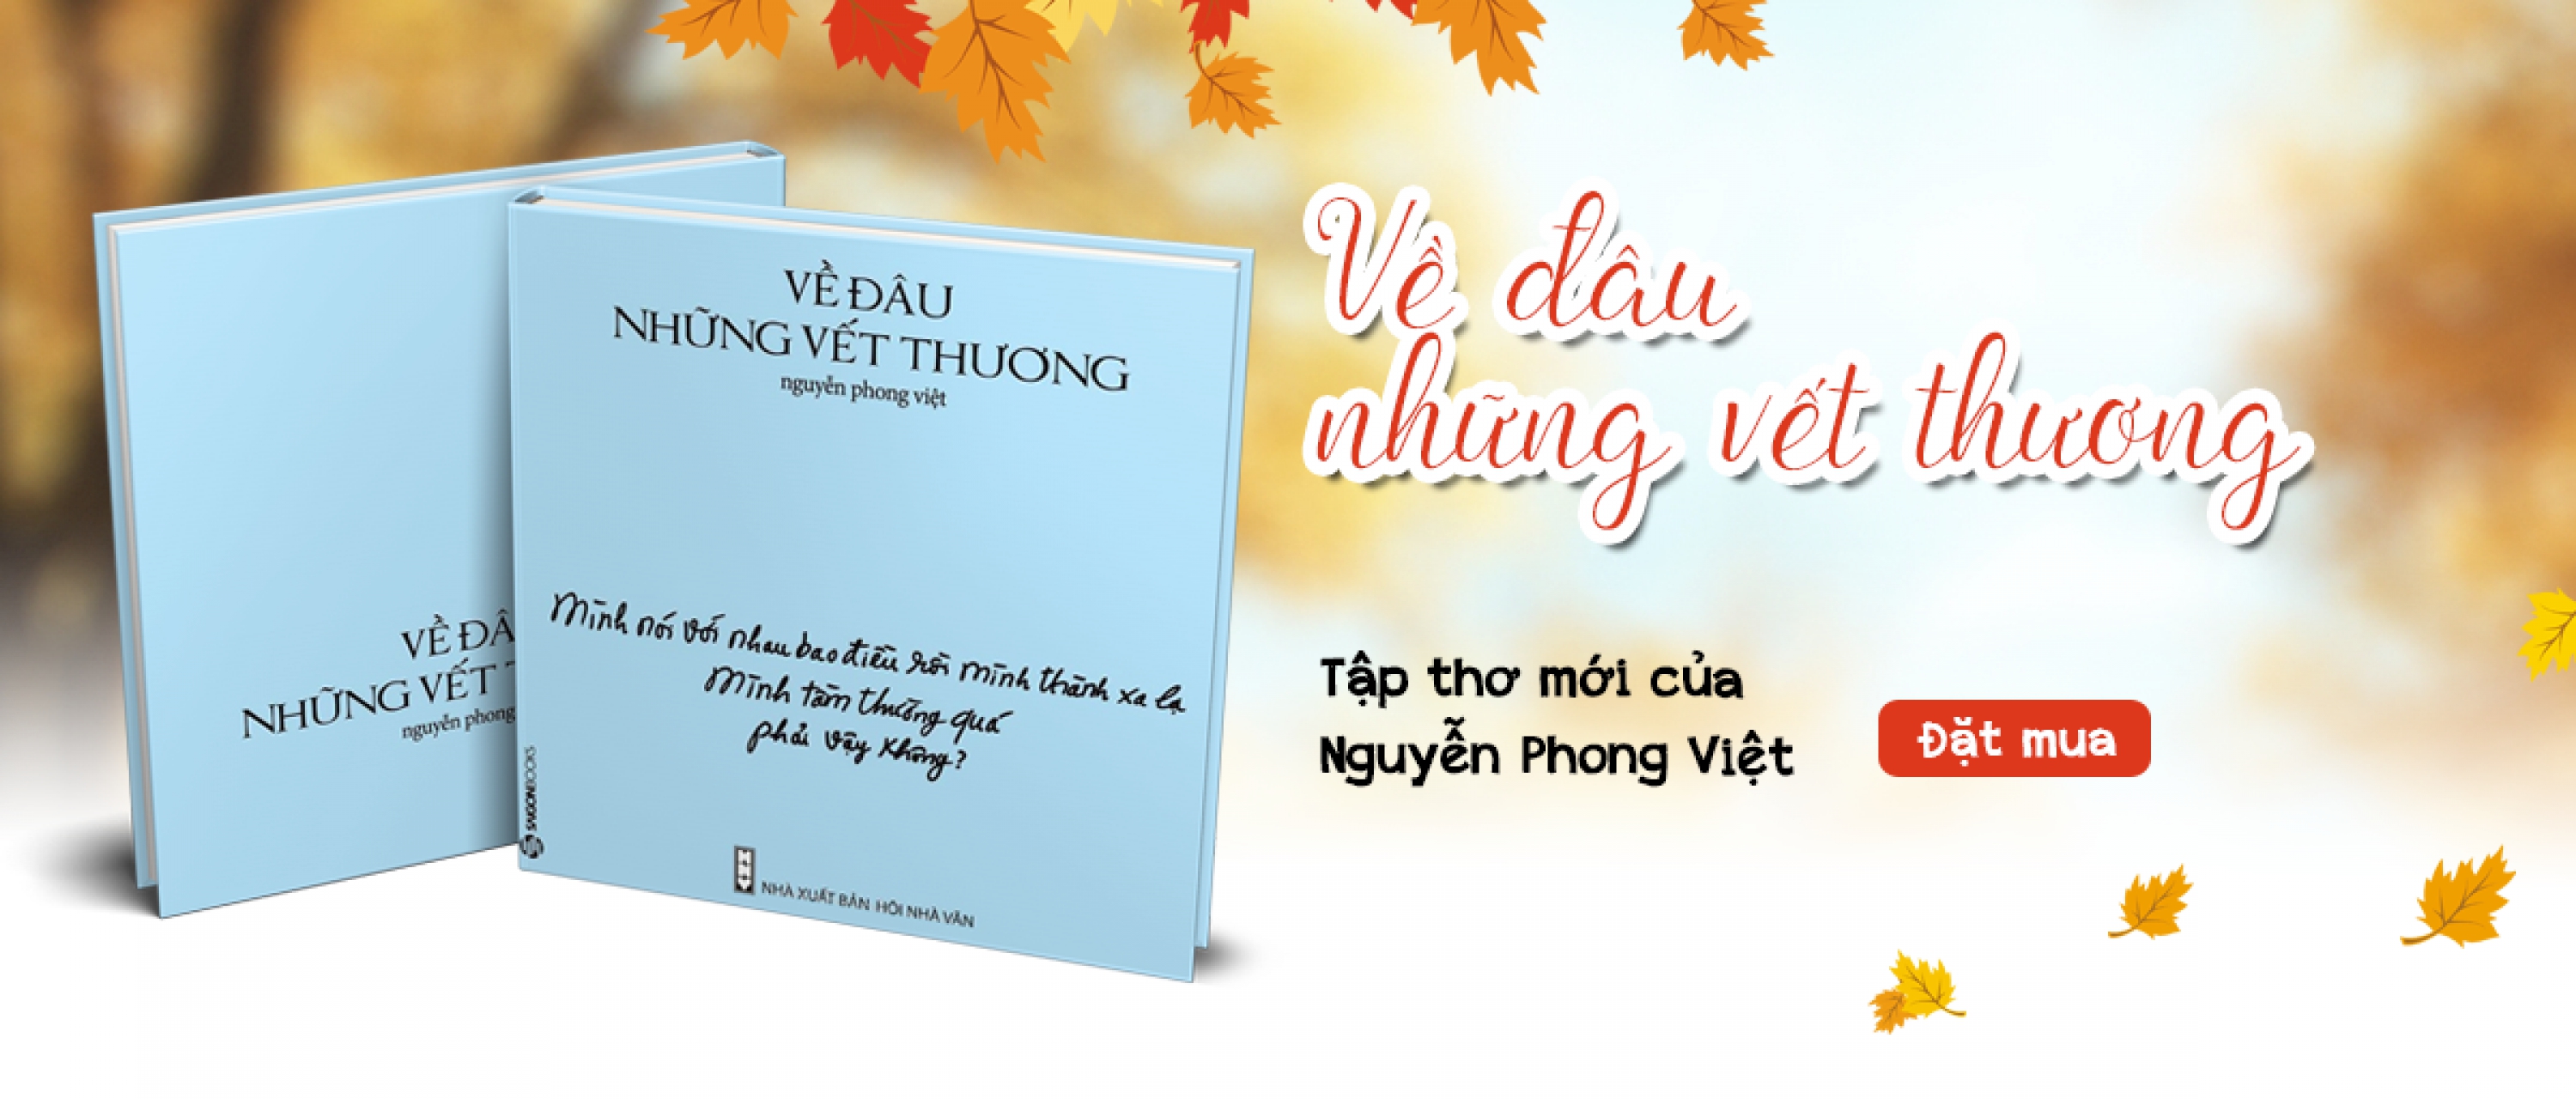 VỀ ĐÂU
NHỮNG VẾT THƯƠNG
nguyễn phong việt
Mình nói với nhau bao điều rồi mình thành xa lạ
Mình tầm thường quá
phải vậy không?
SAIGONBOOKS
NHÀ XUẤT BẢN HỘI NHÀ VĂN
VỀ ĐÂ
NHỮNG VẾT T
nguyễn phong
Về đâu
những vết thương
Tập thơ mới của
Nguyễn Phong Việt
Đặt mua